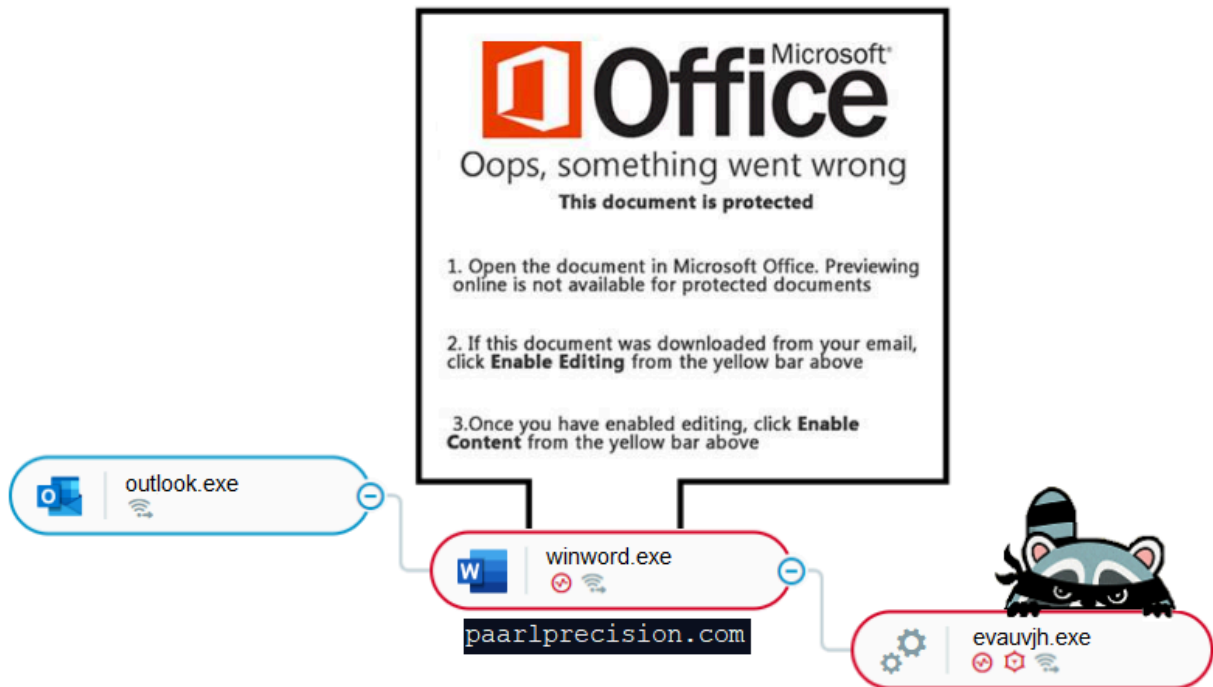 Microsoft
Office
Oops, something went wrong
This document is protected
1. Open the document in Microsoft Office. Previewing
online is not available for protected documents
2. If this document was downloaded from your email,
click Enable Editing from the yellow bar above
3.Once you have enabled editing, click Enable
Content from the yellow bar above
outlook.exe
winword.exe
paarlprecision.com
evauvjh.exe